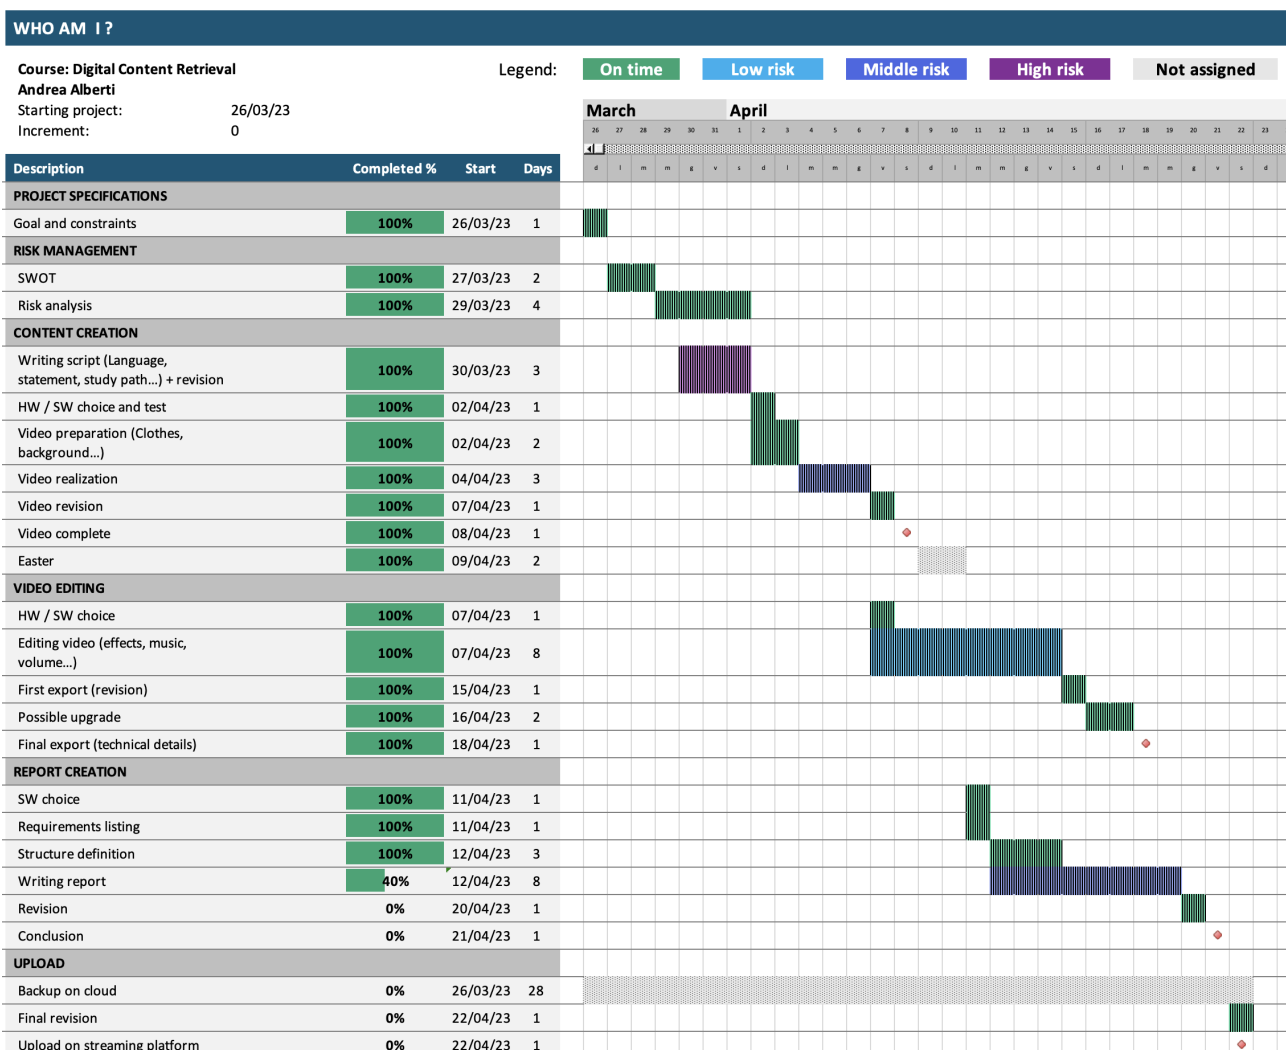 WHO AM I ?
Course: Digital Content Retrieval
Legend:
On time
Low risk
Middle risk
High risk
Not assigned
Andrea Alberti
Starting project: 26/03/23
March April
Increment: 0
26 27 28 29 30 31 1 2 3 4 5 6 7 8 9 10 11 12 13 14 15 16 17 18 19 20 21 22 23
Description Completed % Start Days
d l m m g v s d l m m g v s d l m m g v s d l m m g v s d
PROJECT SPECIFICATIONS
Goal and constraints 100% 26/03/23 1
RISK MANAGEMENT
SWOT 100% 27/03/23 2
Risk analysis 100% 29/03/23 4
CONTENT CREATION
Writing script (Language,
statement, study path...) + revision 100% 30/03/23 3
HW / SW choice and test 100% 02/04/23 1
Video preparation (Clothes,
background...) 100% 02/04/23 2
Video realization 100% 04/04/23 3
Video revision 100% 07/04/23 1
Video complete 100% 08/04/23 1
Easter 100% 09/04/23 2
VIDEO EDITING
HW / SW choice 100% 07/04/23 1
Editing video (effects, music,
volume...) 100% 07/04/23 8
First export (revision) 100% 15/04/23 1
Possible upgrade 100% 16/04/23 2
Final export (technical details) 100% 18/04/23 1
REPORT CREATION
SW choice 100% 11/04/23 1
Requirements listing 100% 11/04/23 1
Structure definition 100% 12/04/23 3
Writing report 40% 12/04/23 8
Revision 0% 20/04/23 1
Conclusion 0% 21/04/23 1
UPLOAD
Backup on cloud 0% 26/03/23 28
Final revision 0% 22/04/23 1
Upload on streaming platform 0% 22/04/23 1